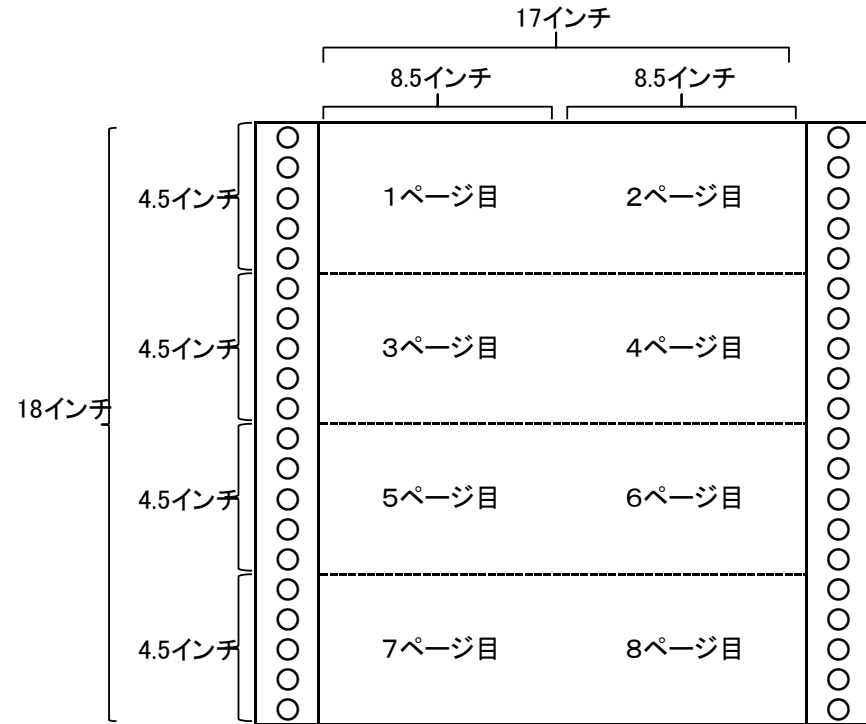 17インチ
8.5インチ 8.5インチ
4.5インチ 1ページ目 2ページ目
4.5インチ 3ページ目 4ページ目
18インチ
4.5インチ 5ページ目 6ページ目
4.5インチ 7ページ目 8ページ目